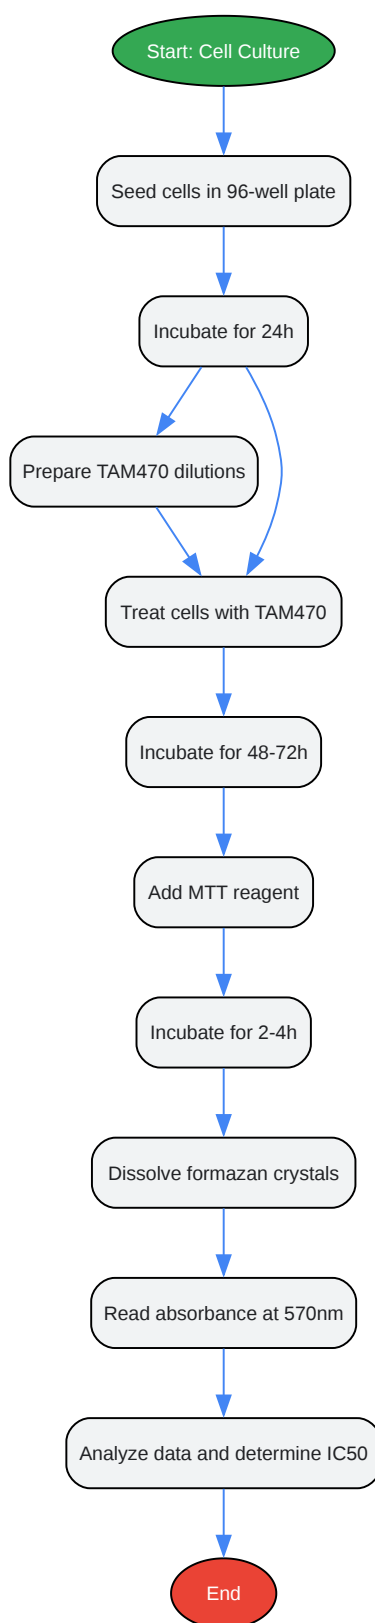 Start: Cell Culture
Seed cells in 96-well plate
Incubate for 24h
Prepare TAM470 dilutions
Treat cells with TAM470
Incubate for 48-72h
Add MTT reagent
Incubate for 2-4h
Dissolve formazan crystals
Read absorbance at 570nm
Analyze data and determine IC50
End